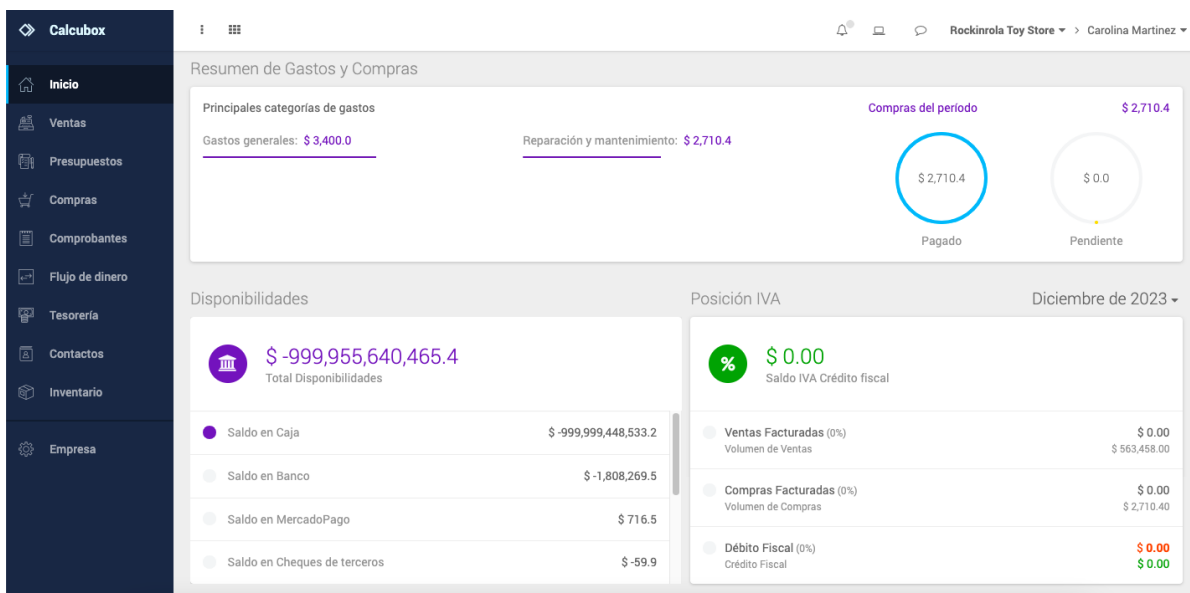 Calcubox
Rockinrola Toy Store > Carolina Martinez
Inicio
Ventas
Presupuestos
Compras
Comprobantes
Flujo de dinero
Tesorería
Contactos
Inventario
Empresa
Resumen de Gastos y Compras
Principales categorías de gastos
Gastos generales: $ 3,400.0
Reparación y mantenimiento: $ 2,710.4
Compras del período $ 2,710.4
$ 2,710.4
Pagado
$ 0.0
Pendiente
Disponibilidades
$ -999,955,640,465.4
Total Disponibilidades
Saldo en Caja $ -999,999,448,533.2
Saldo en Banco $ -1,808,269.5
Saldo en MercadoPago $ 716.5
Saldo en Cheques de terceros $ -59.9
Posición IVA Diciembre de 2023
%
$ 0.00
Saldo IVA Crédito fiscal
Ventas Facturadas (0%) $ 0.00
Volumen de Ventas $ 563,458.00
Compras Facturadas (0%) $ 0.00
Volumen de Compras $ 2,710.40
Débito Fiscal (0%) $ 0.00
Crédito Fiscal $ 0.00